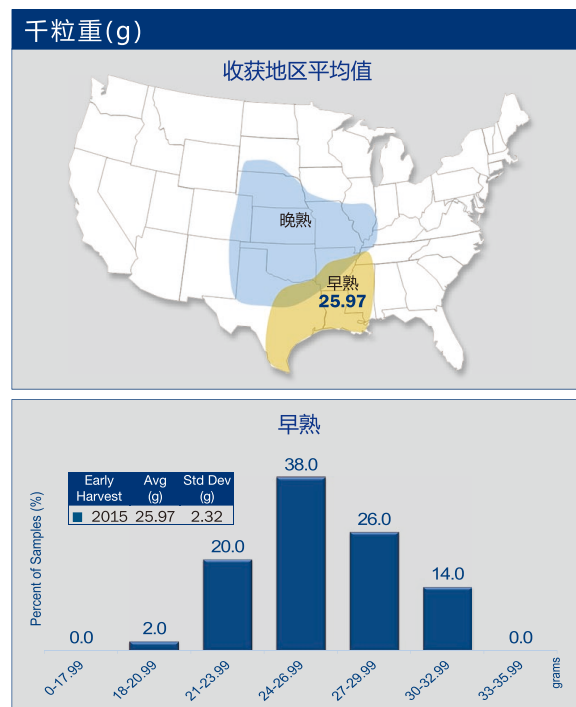 千粒重(g)
收获地区平均值
晚熟
早熟
25.97
早熟
Early Harvest Avg (g) Std Dev (g)
2015 25.97 2.32
Percent of Samples (%)
0.0 2.0 20.0 38.0 26.0 14.0 0.0
0-17.99 18-20.99 21-23.99 24-26.99 27-29.99 30-32.99 33-35.99 grams